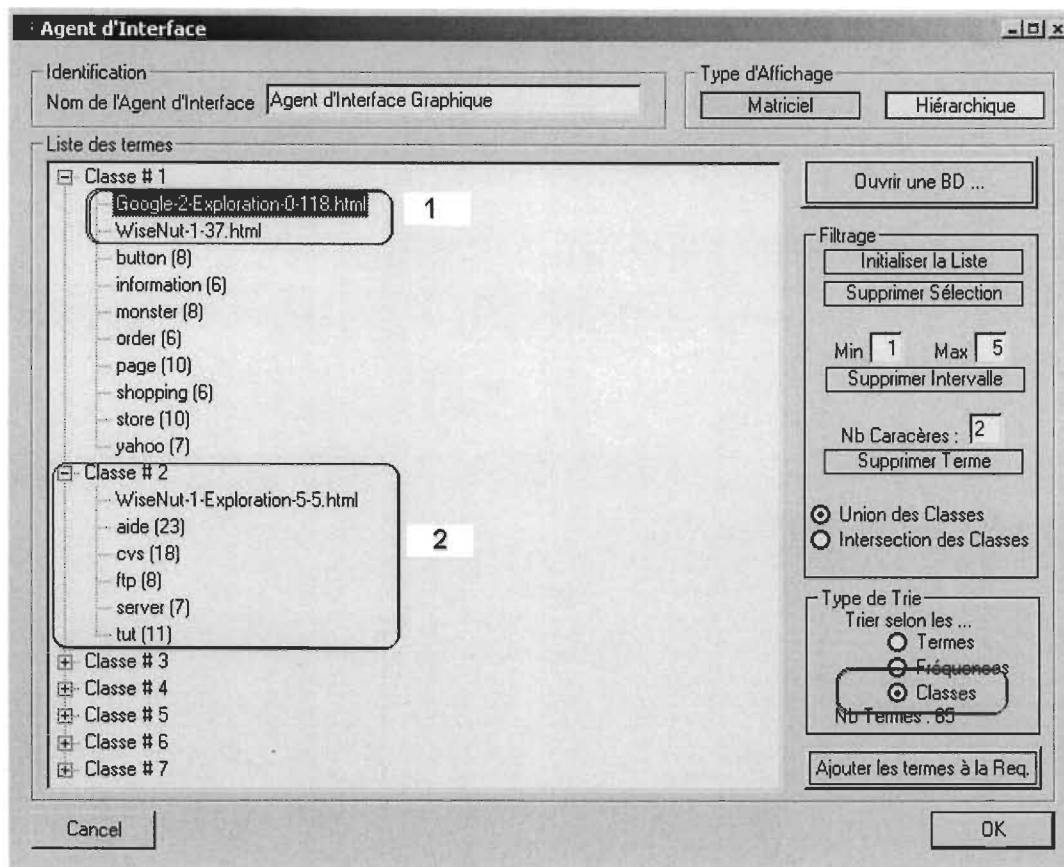 Agent d'Interface
Identification
Nom de l'Agent d'Interface Agent d'Interface Graphique
Type d'Affichage
Matriciel Hiérarchique
Liste des termes
Classe # 1
Google-2-Exploration-0-118.html
1
WiseNut-1-37.html
button (8)
information (6)
monster (8)
order (6)
page (10)
shopping (6)
store (10)
yahoo (7)
Classe # 2
WiseNut-1-Exploration-5-5.html
aide (23)
2
cvs (18)
ftp (8)
server (7)
tut (11)
Classe # 3
Classe # 4
Classe # 5
Classe # 6
Classe # 7
Ouvrir une BD ...
Filtrage
Initialiser la Liste
Supprimer Sélection
Min 1 Max 5
Supprimer Intervalle
Nb Caracères : 2
Supprimer Terme
Union des Classes
Intersection des Classes
Type de Trie
Trier selon les ...
Termes
Fréquences
Classes
Nb Termes : 65
Ajouter les termes à la Req.
Cancel
OK